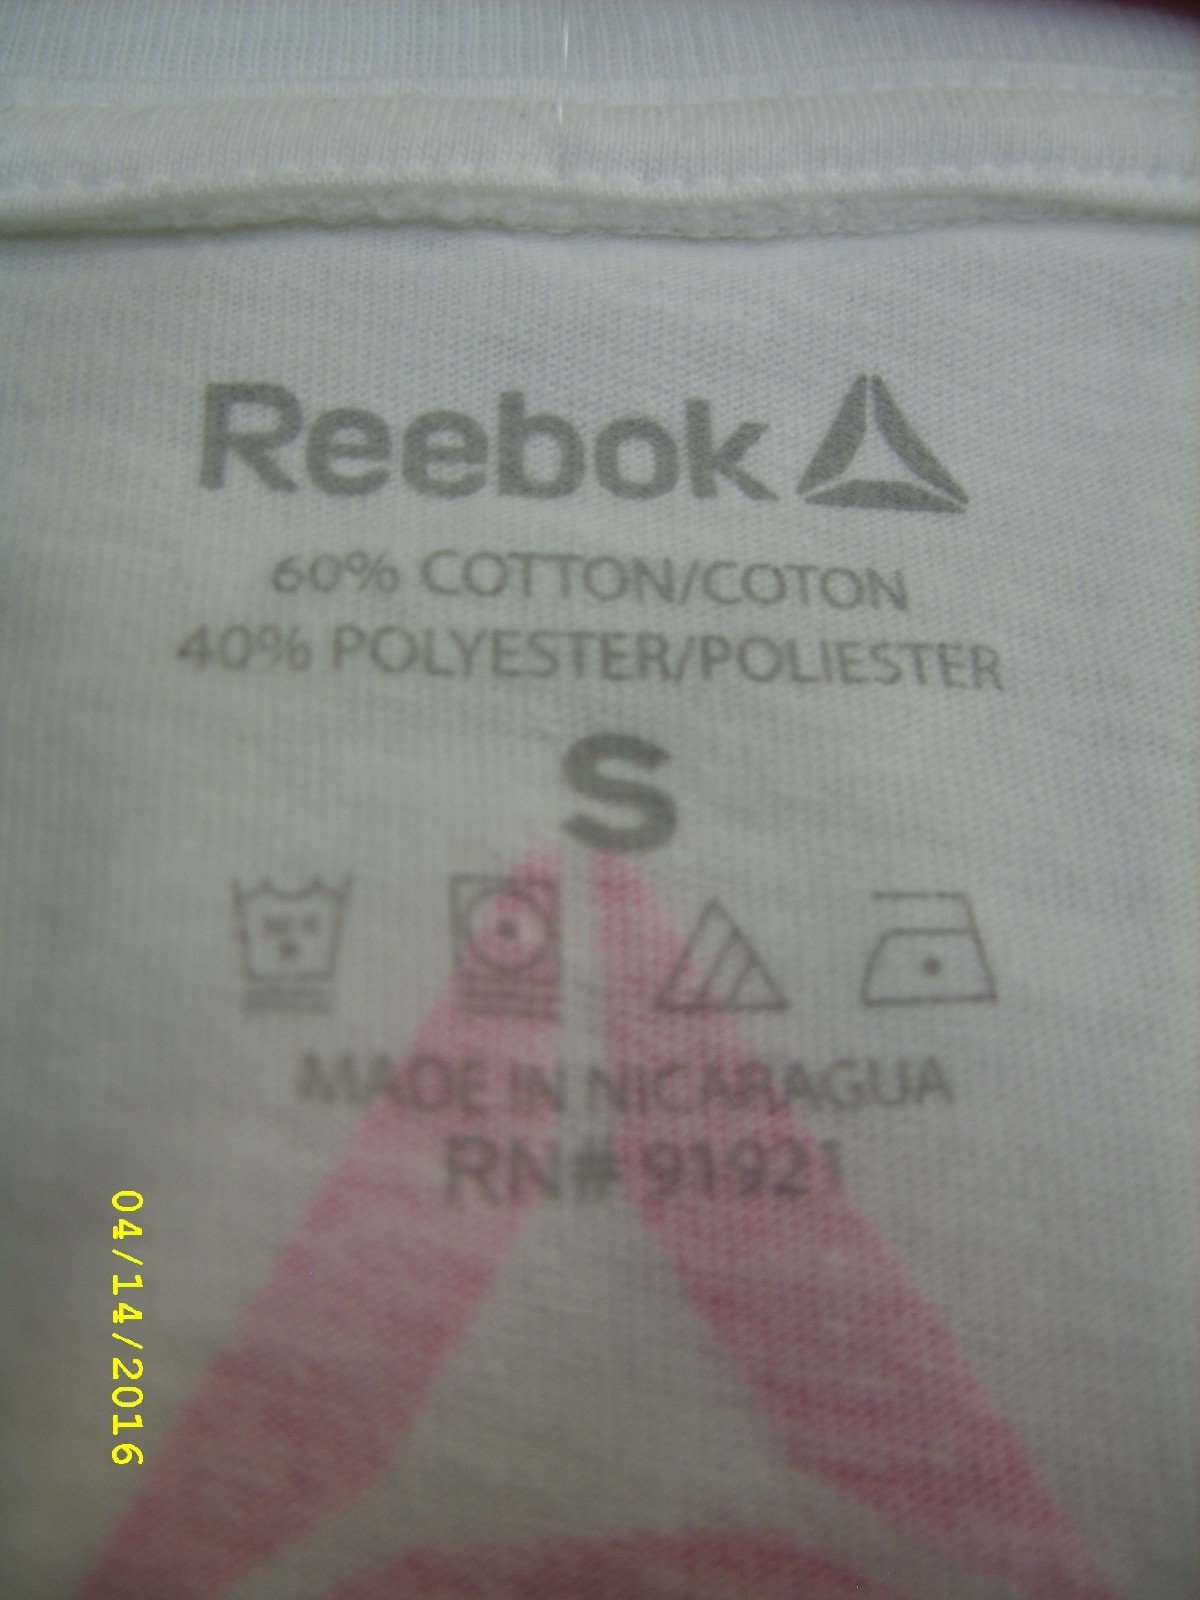 Reebok
60% COTTON/COTON
40% POLYESTER/POLIESTER
S
MADE IN NICARAGUA
RN# 91921
04/14/2016